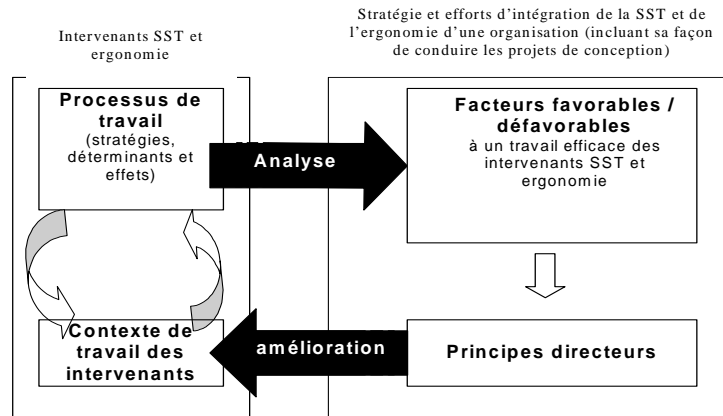 Intervenants SST et
ergonomie
Stratégie et efforts d'intégration de la SST et de
l'ergonomie d'une organisation (incluant sa façon
de conduire les projets de conception)
Processus de
travail
(stratégies,
déterminants et
effets)
Analyse
Facteurs favorables /
défavorables
à un travail efficace des
intervenants SST et
ergonomie
Contexte de
travail des
intervenants
amélioration
Principes directeurs